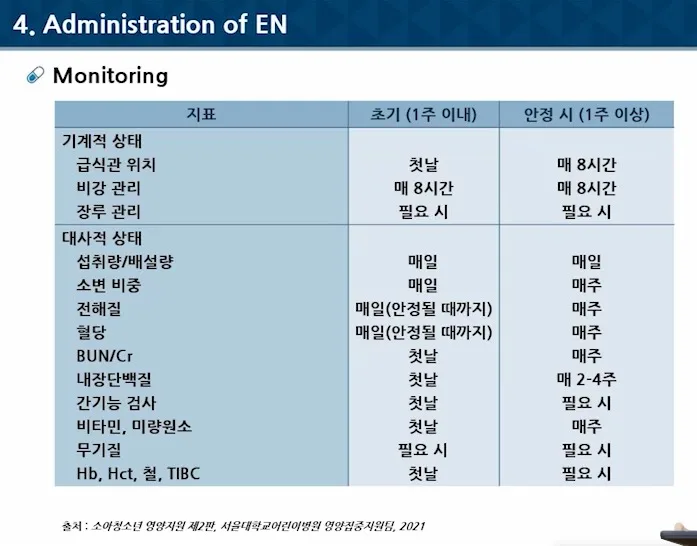 4. Administration of EN
Monitoring
지표 초기 (1주 이내) 안정 시 (1주 이상)
기계적 상태
급식관 위치 첫날 매 8시간
비강 관리 매 8시간 매 8시간
장루 관리 필요 시 필요 시
대사적 상태
섭취량/배설량 매일 매일
소변 비중 매일 매주
전해질 매일(안정될 때까지) 매주
혈당 매일(안정될 때까지) 매주
BUN/Cr 첫날 매주
내장단백질 첫날 매 2-4주
간기능 검사 첫날 필요 시
비타민, 미량원소 첫날 매주
무기질 필요 시 필요 시
Hb, Hct, 철, TIBC 첫날 필요 시
출처 : 소아청소년 영양지원 제2판, 서울대학교어린이병원 영양집중지원팀, 2021